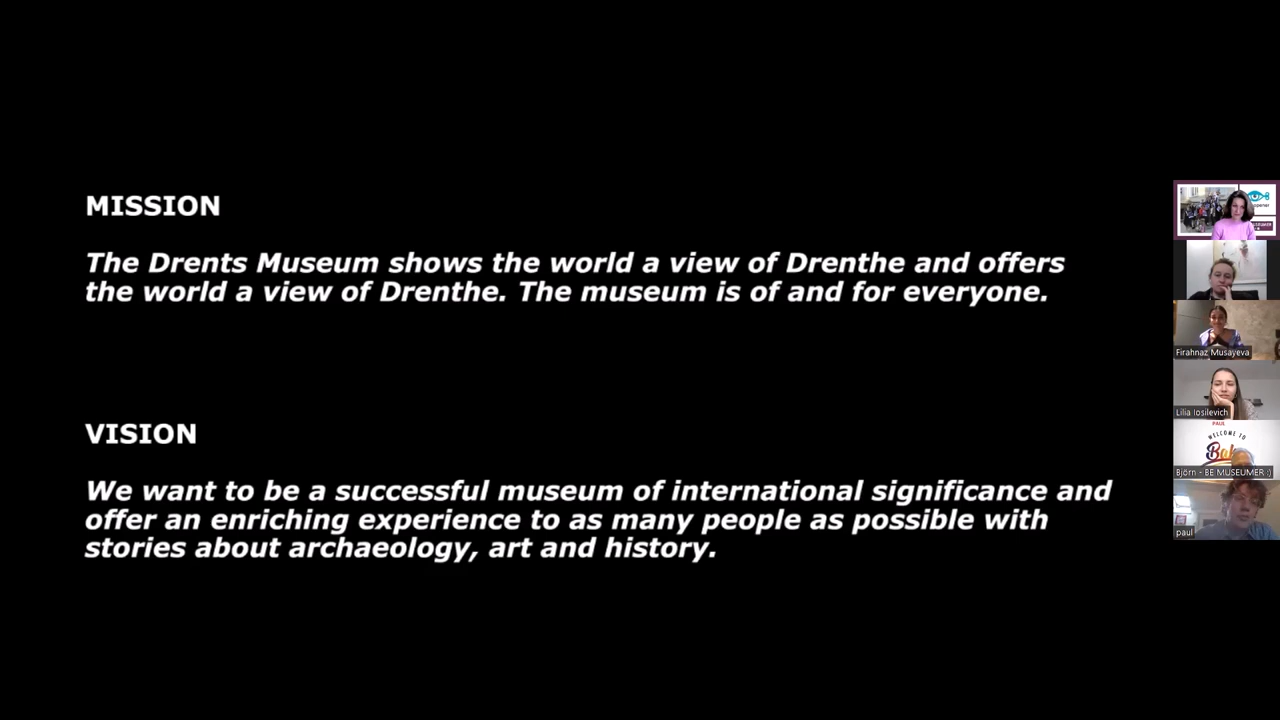 MISSION
The Drents Museum shows the world a view of Drenthe and offers
the world a view of Drenthe. The museum is of and for everyone.
VISION
We want to be a successful museum of international significance and
offer an enriching experience to as many people as possible with
stories about archaeology, art and history.
Firahnaz Musayeva
Lilia Iosilevich
PAUL
WELCOME TO
Björn - BE MUSEUMER :)
paul